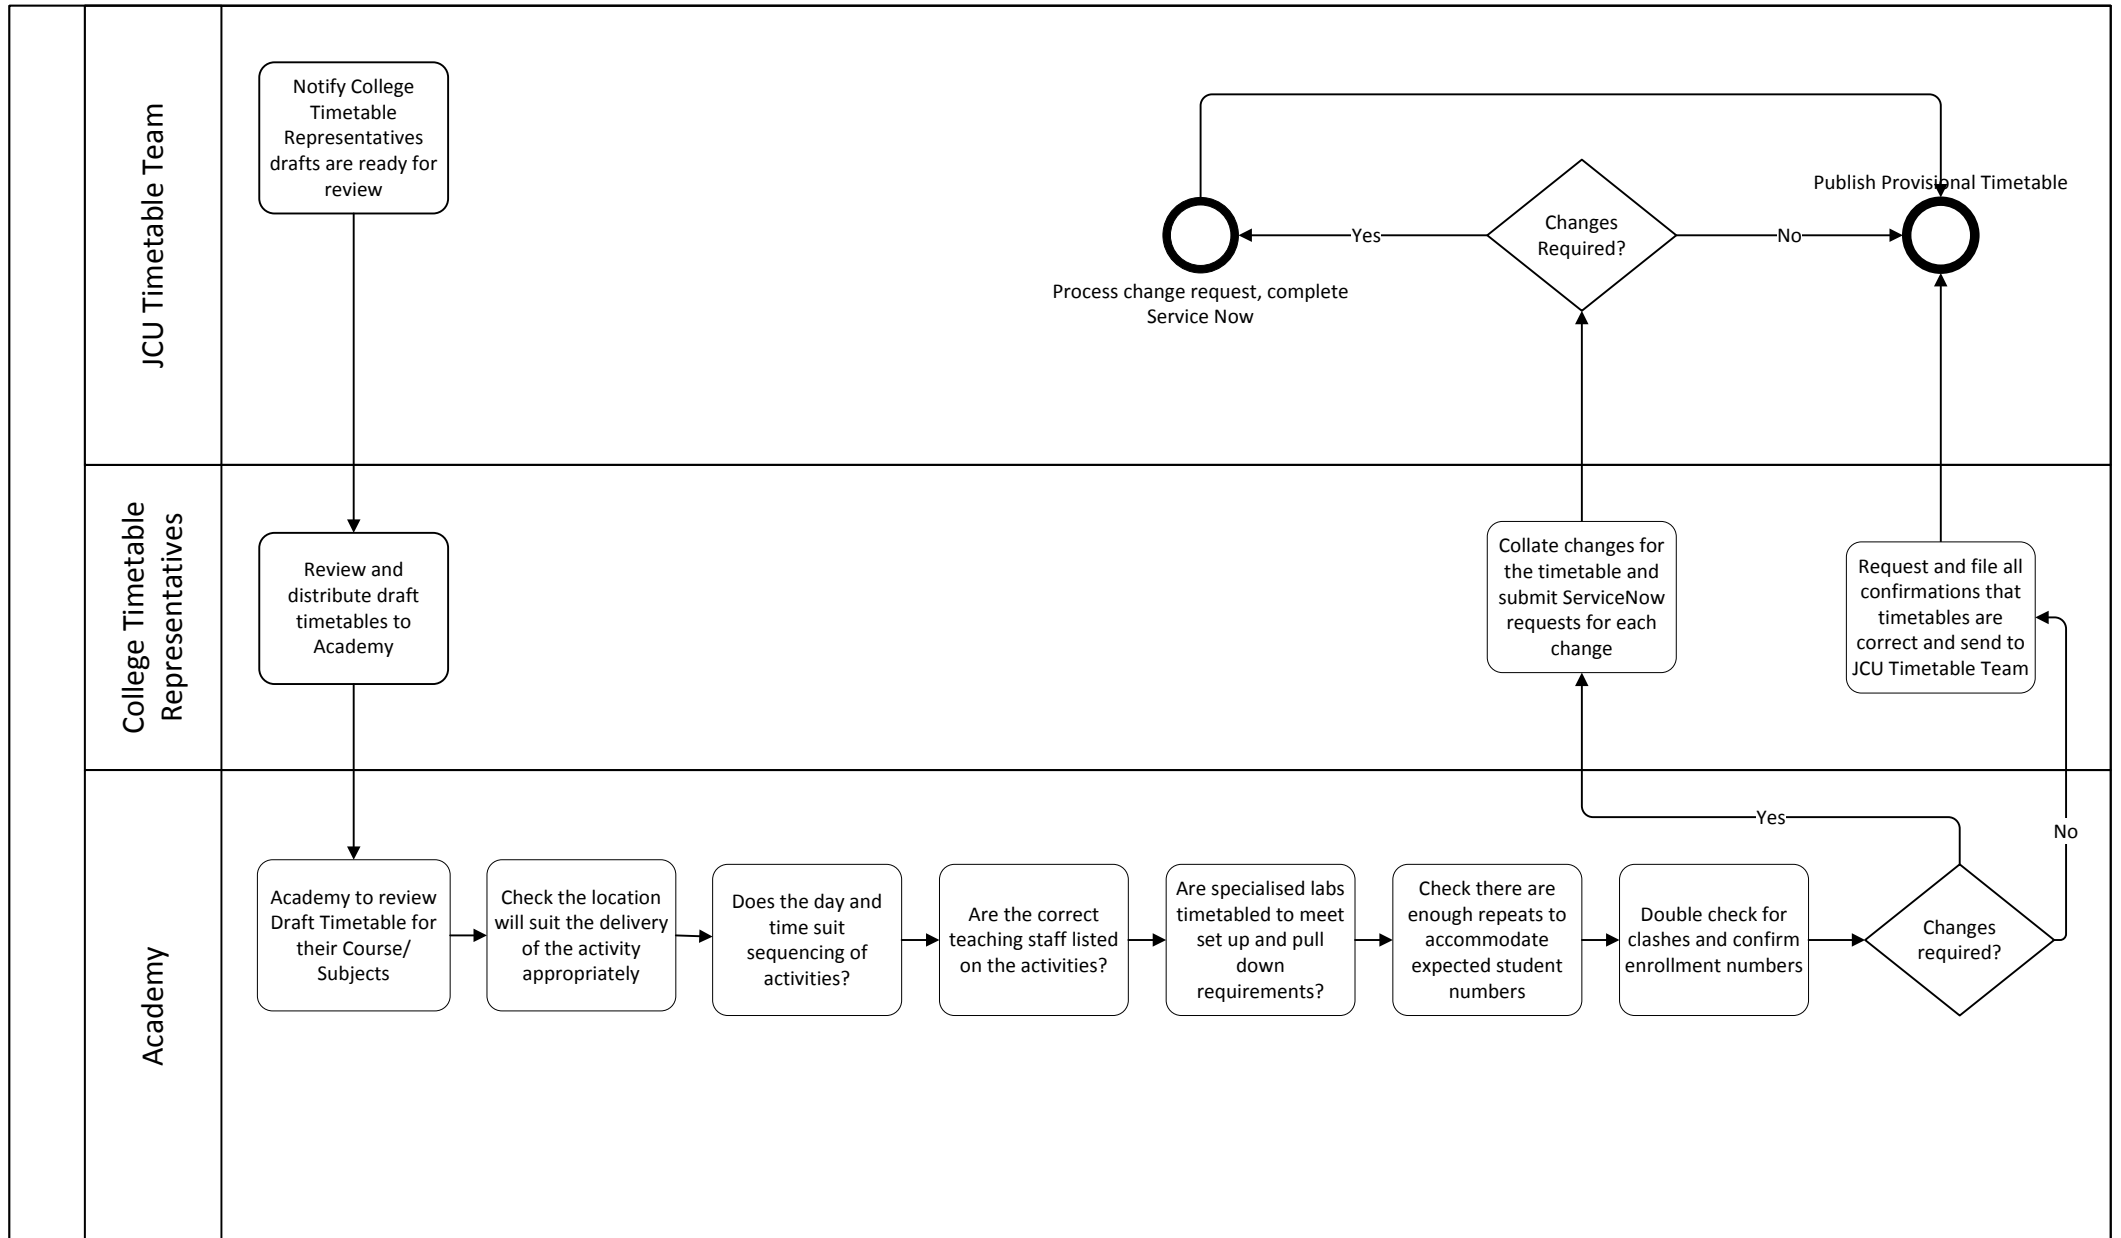 JCU Timetable Team
Notify College
Timetable
Representatives
drafts are ready for
review
Process change request, complete
Service Now
Yes
Changes
Required?
No
Publish Provisional Timetable
College Timetable
Representatives
Review and
distribute draft
timetables to
Academy
Collate changes for
the timetable and
submit ServiceNow
requests for each
change
Request and file all
confirmations that
timetables are
correct and send to
JCU Timetable Team
Academy
Academy to review
Draft Timetable for
their Course/
Subjects
Check the location
will suit the delivery
of the activity
appropriately
Does the day and
time suit
sequencing of
activities?
Are the correct
teaching staff listed
on the activities?
Are specialised labs
timetabled to meet
set up and pull
down
requirements?
Check there are
enough repeats to
accommodate
expected student
numbers
Double check for
clashes and confirm
enrollment numbers
Changes
required?
Yes
No